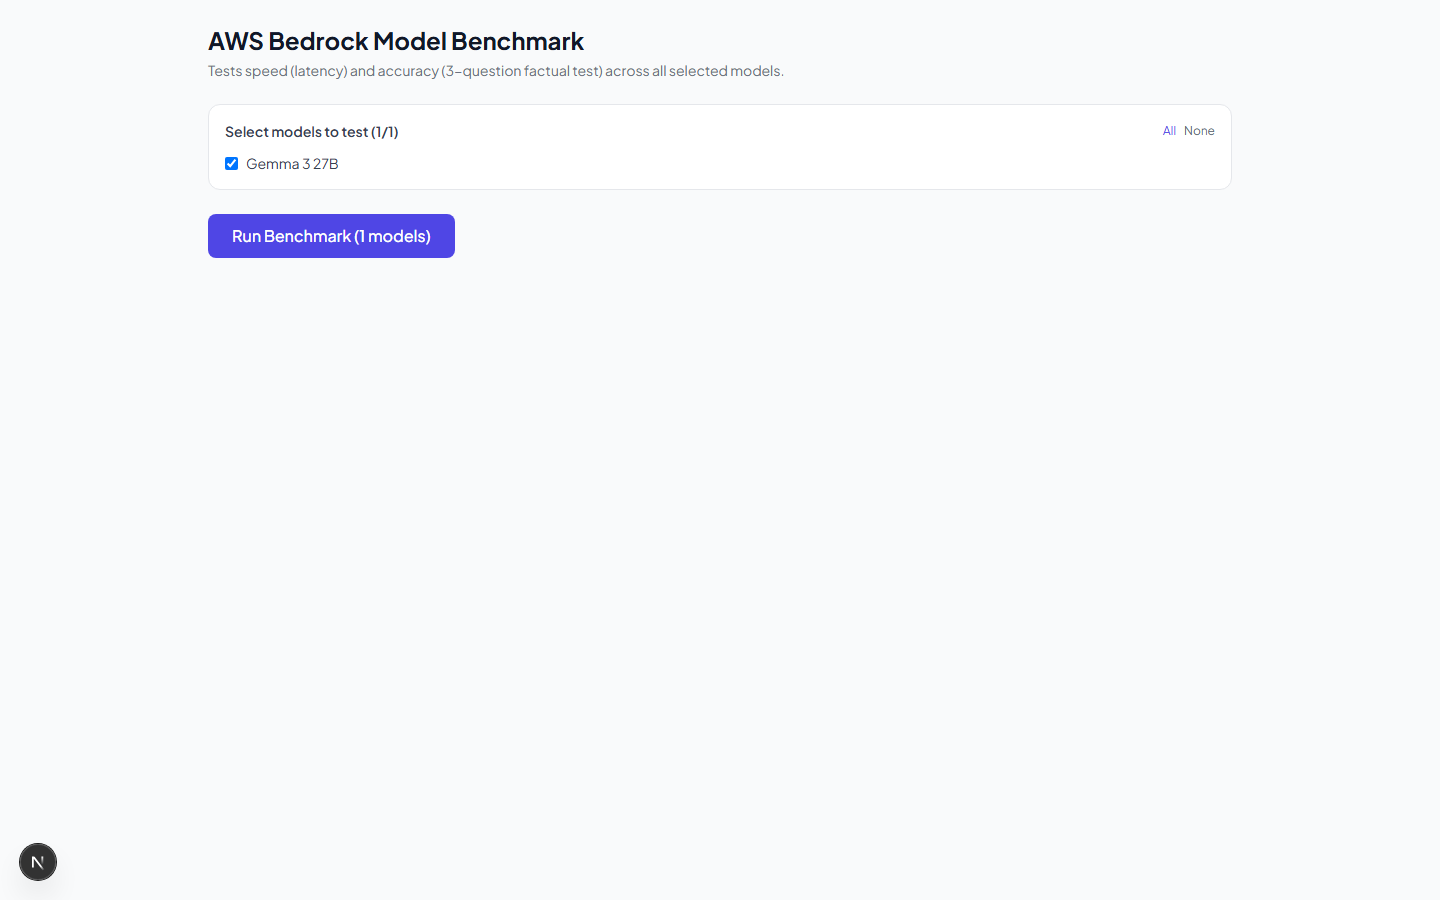 AWS Bedrock Model Benchmark
Tests speed (latency) and accuracy (3-question factual test) across all selected models.
Select models to test (1/1)
All None
Gemma 3 27B
Run Benchmark (1 models)
N